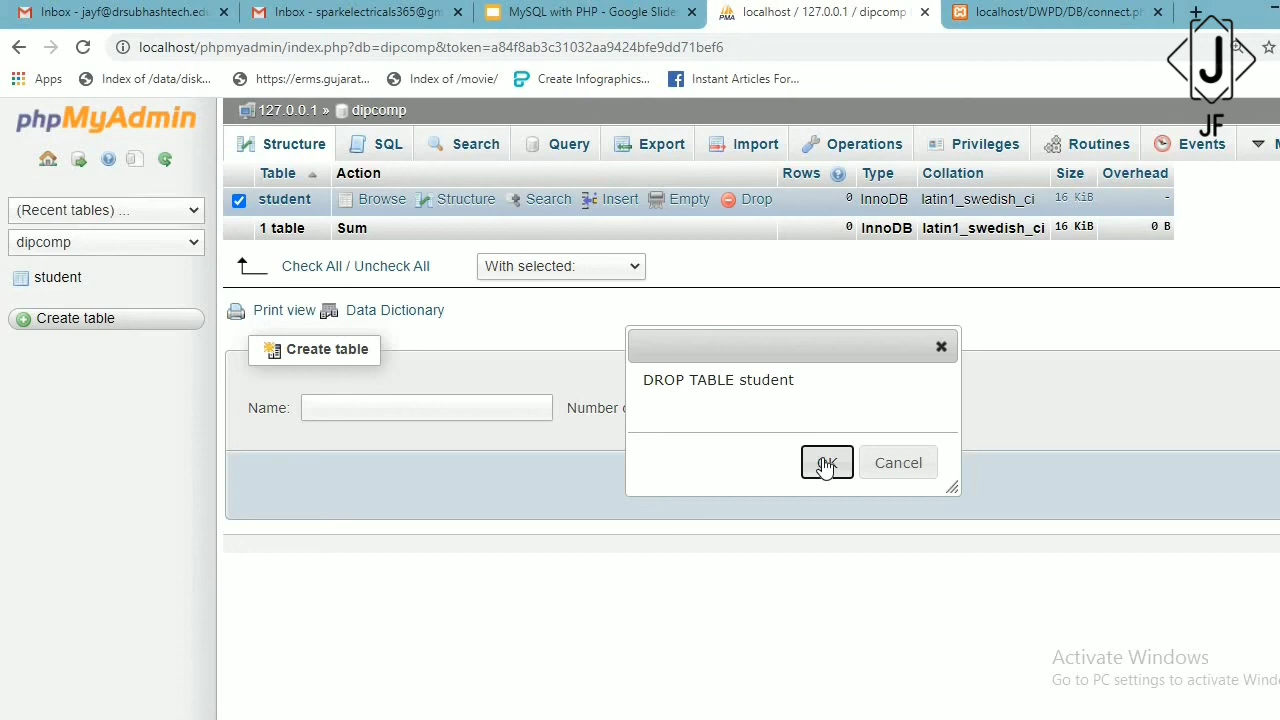 Inbox - jayf@drsubhashtech.edu
Inbox - sparkelectricals365@gm
MySQL with PHP - Google Slide
localhost / 127.0.0.1 / dipcomp
localhost/DWPD/DB/connect.p
localhost/phpmyadmin/index.php?db=dipcomp&token=a84f8ab3c31032aa9424bfe9dd71bef6
Apps Index of /data/disk... https://erms.gujarat... Index of /movie/ Create Infographics... Instant Articles For...
J
JF
phpMyAdmin
127.0.0.1 » dipcomp
Structure SQL Search Query Export Import Operations Privileges Routines Events
Table Action Rows Type Collation Size Overhead
student Browse Structure Search Insert Empty Drop 0 InnoDB latin1_swedish_ci 16 KiB -
1 table Sum 0 InnoDB latin1_swedish_ci 16 KiB 0 B
(Recent tables) ...
dipcomp
student
Create table
Check All / Uncheck All With selected:
Print view Data Dictionary
Create table
Name: Number
DROP TABLE student
OK Cancel
Activate Windows
Go to PC settings to activate Wind